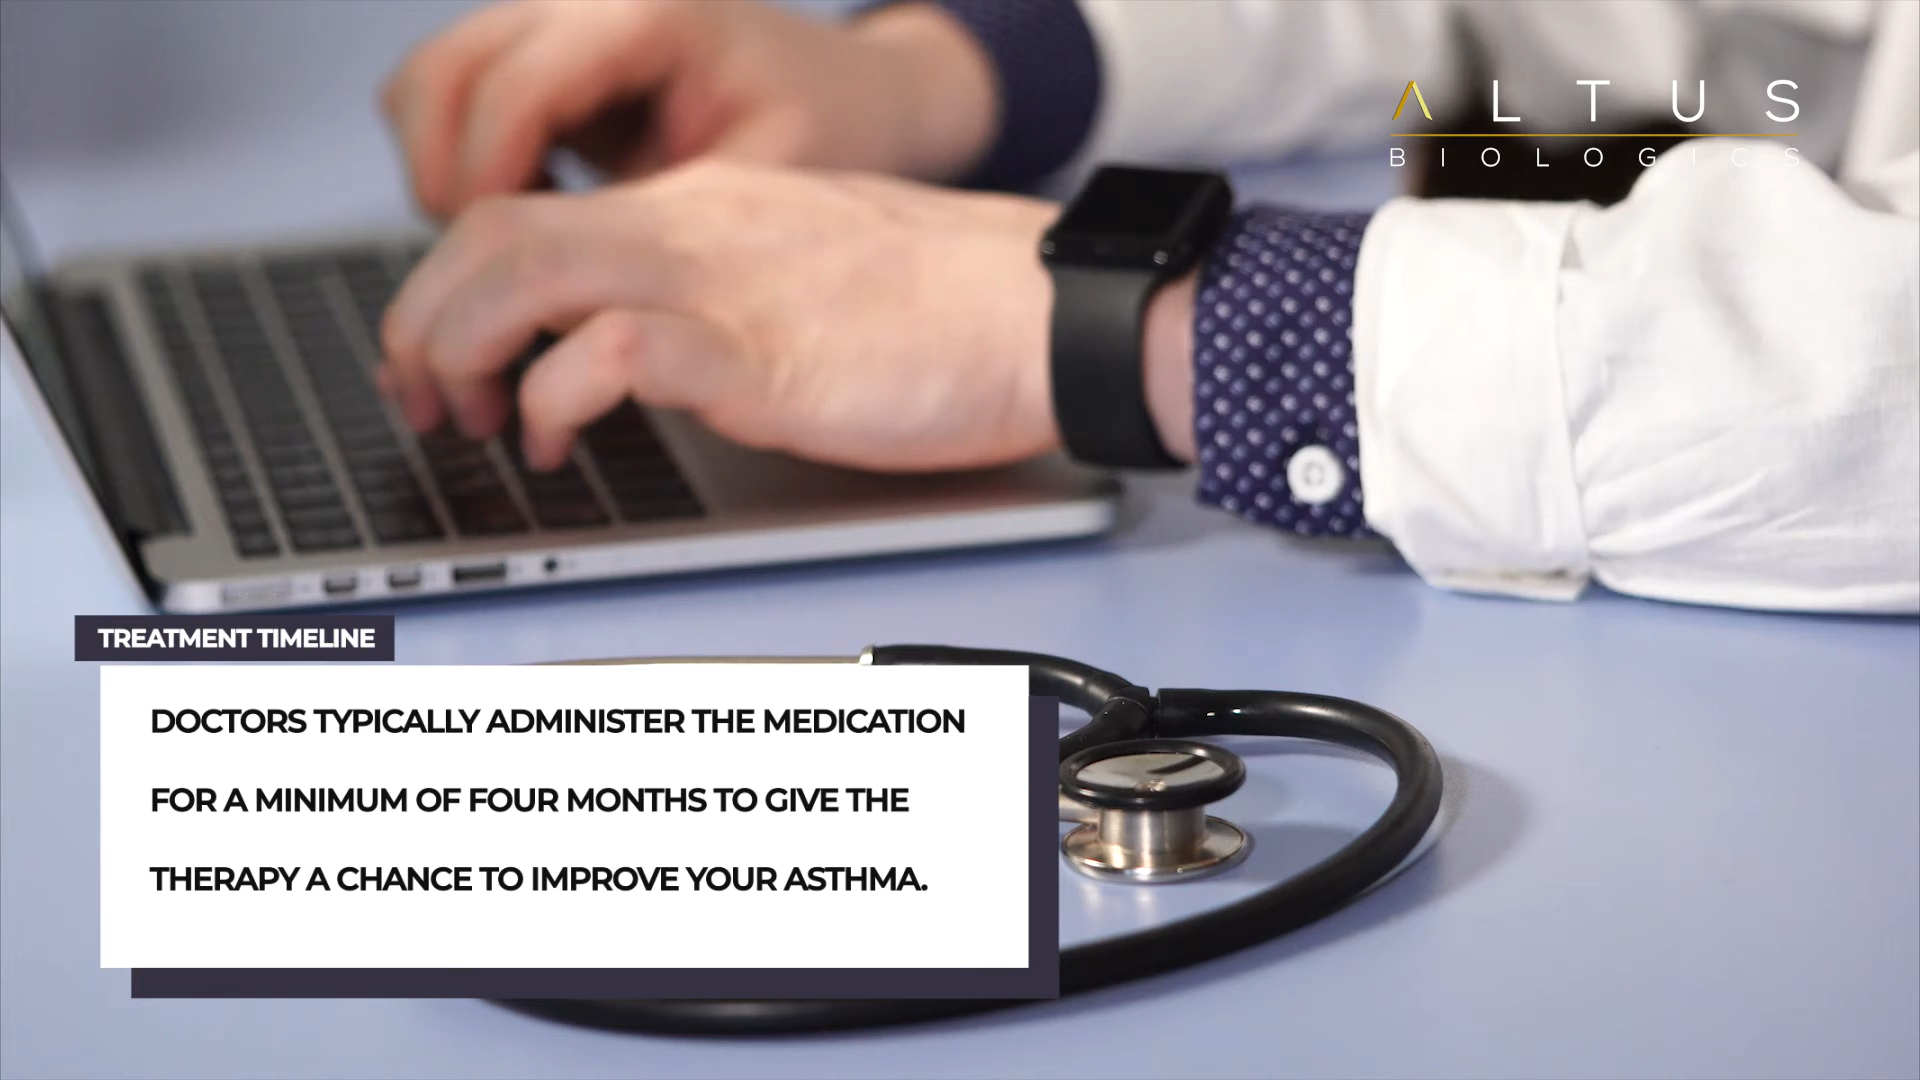 ALTUS
BIOLOGICS
TREATMENT TIMELINE
DOCTORS TYPICALLY ADMINISTER THE MEDICATION
FOR A MINIMUM OF FOUR MONTHS TO GIVE THE
THERAPY A CHANCE TO IMPROVE YOUR ASTHMA.